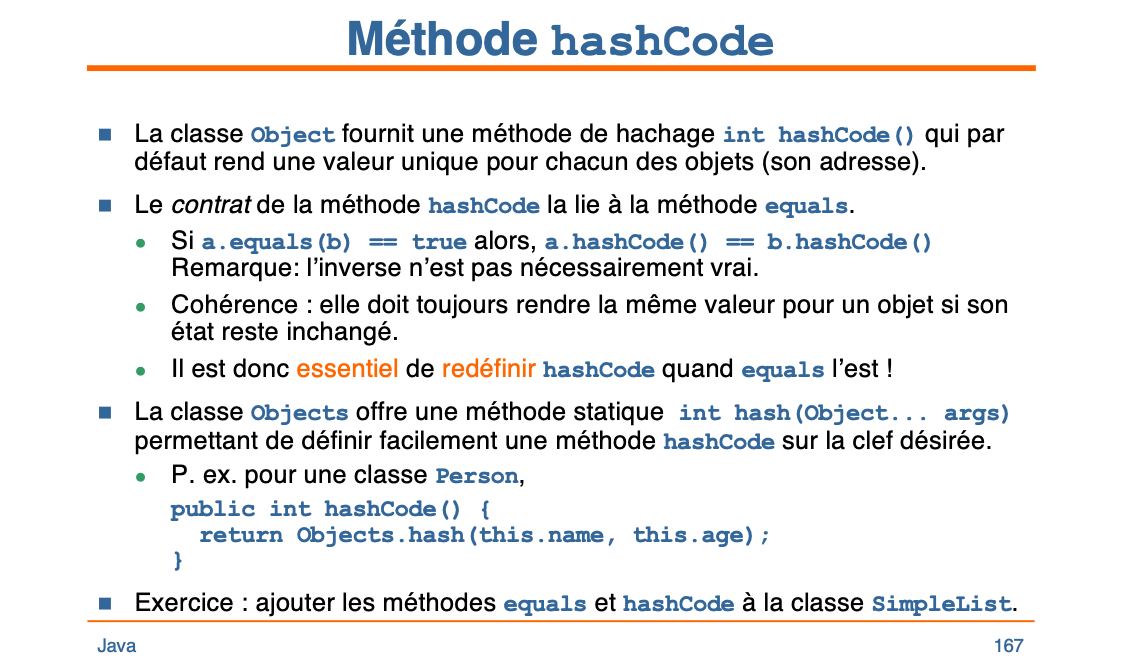 Méthode hashCode
La classe Object fournit une méthode de hachage int hashCode() qui par
défaut rend une valeur unique pour chacun des objets (son adresse).
Le contrat de la méthode hashCode la lie à la méthode equals.
Si a.equals(b) == true alors, a.hashCode() == b.hashCode()
Remarque: l’inverse n’est pas nécessairement vrai.
Cohérence : elle doit toujours rendre la même valeur pour un objet si son
état reste inchangé.
Il est donc essentiel de redéfinir hashCode quand equals l’est !
La classe Objects offre une méthode statique int hash(Object... args)
permettant de définir facilement une méthode hashCode sur la clef désirée.
P. ex. pour une classe Person,
public int hashCode() {
return Objects.hash(this.name, this.age);
}
Exercice : ajouter les méthodes equals et hashCode à la classe SimpleList.
Java 167